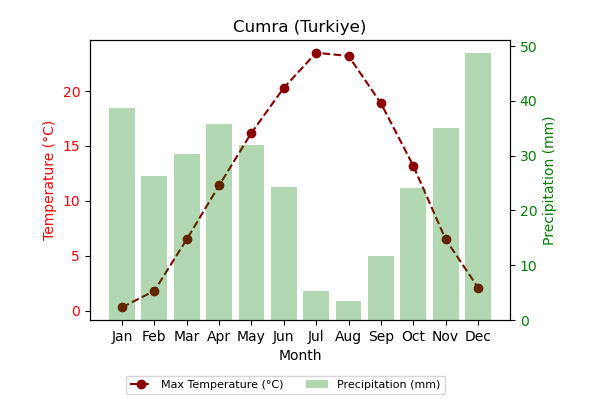 Cumra (Turkiye)
Temperature (°C)
20
15
10
5
0
50
40
30
20
10
0
Precipitation (mm)
Jan Feb Mar Apr May Jun Jul Aug Sep Oct Nov Dec
Month
Max Temperature (°C) Precipitation (mm)